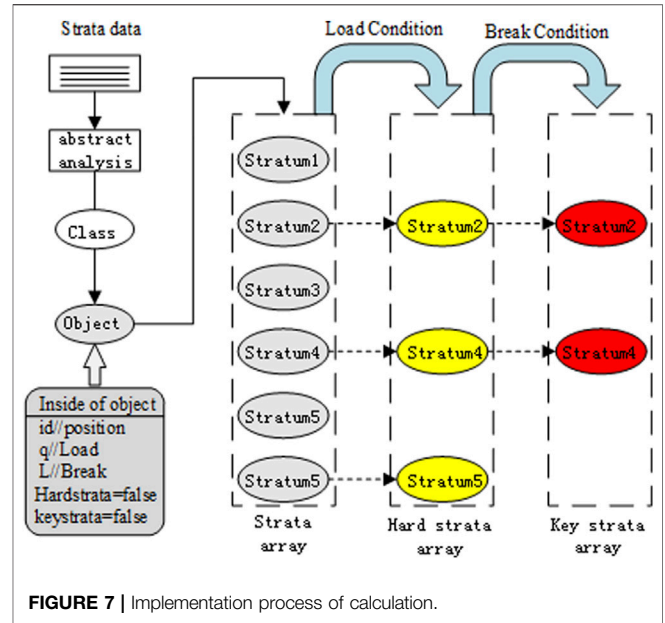 Strata data
Load Condition
Break Condition
abstract
analysis
Class
Object
Inside of object
id//position
q//Load
L//Break
Hardstrata=false
keystrata=false
Stratum1
Stratum2
Stratum3
Stratum4
Stratum5
Stratum5
Strata
array
Stratum2
Stratum4
Stratum5
Hard strata
array
Stratum2
Stratum4
Key strata
array
FIGURE 7 | Implementation process of calculation.